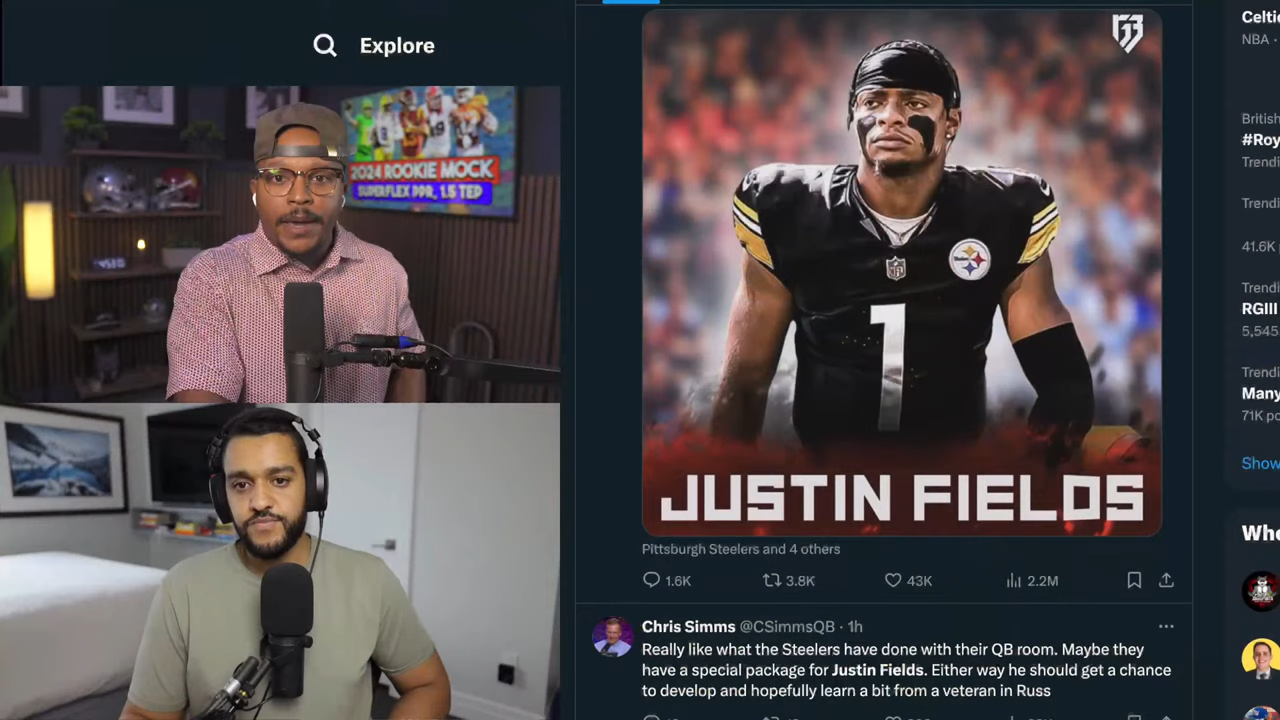 Explore
2024 ROOKIE MOCK
SUPERFLEX PPR, 1.5 TEP
1
JUSTIN FIELDS
Pittsburgh Steelers and 4 others
1.6K
3.8K
43K
2.2M
Chris Simms @CSimmsQB · 1h
Really like what the Steelers have done with their QB room. Maybe they
have a special package for Justin Fields. Either way he should get a chance
to develop and hopefully learn a bit from a veteran in Russ
NBA ·
British
#Roy
Trendi
Trendi
41.6K
Trendi
RGIII
5,545
Trendi
Many
71K po
Show